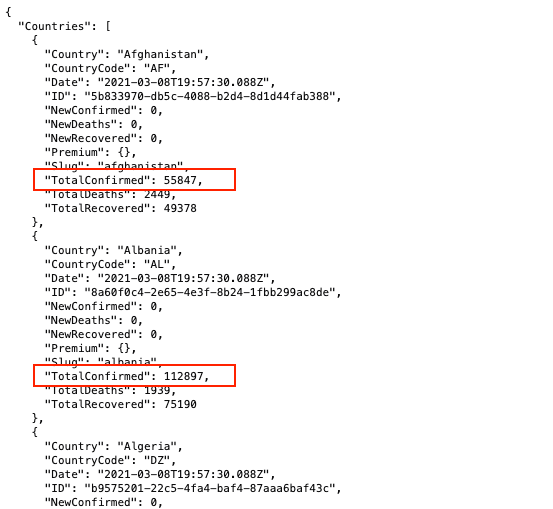 {
"Countries": [
{
"Country": "Afghanistan",
"CountryCode": "AF",
"Date": "2021-03-08T19:57:30.088Z",
"ID": "5b833970-db5c-4088-b2d4-8d1d44fab388",
"NewConfirmed": 0,
"NewDeaths": 0,
"NewRecovered": 0,
"Premium": {},
"Slug": "afghanistan",
"TotalConfirmed": 55847,
"TotalDeaths": 2449,
"TotalRecovered": 49378
},
{
"Country": "Albania",
"CountryCode": "AL",
"Date": "2021-03-08T19:57:30.088Z",
"ID": "8a60f0c4-2e65-4e3f-8b24-1fbb299ac8de",
"NewConfirmed": 0,
"NewDeaths": 0,
"NewRecovered": 0,
"Premium": {},
"Slug": "albania",
"TotalConfirmed": 112897,
"TotalDeaths": 1939,
"TotalRecovered": 75190
},
{
"Country": "Algeria",
"CountryCode": "DZ",
"Date": "2021-03-08T19:57:30.088Z",
"ID": "b9575201-22c5-4fa4-baf4-87aaa6baf43c",
"NewConfirmed": 0,